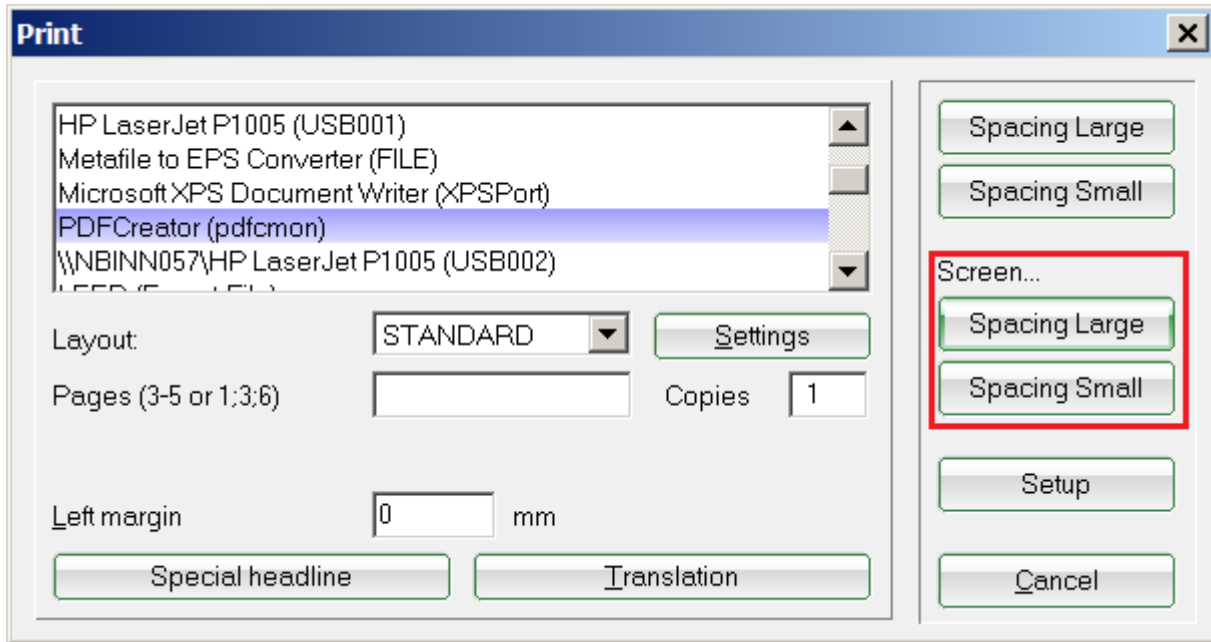 Print
HP LaserJet P1005 (USB001)
Metafile to EPS Converter (FILE)
Microsoft XPS Document Writer (XPSPort)
PDFCreator (pdfcmon)
\\NBINN057\HP LaserJet P1005 (USB002)
Layout: STANDARD Settings
Pages (3-5 or 1;3;6) Copies 1
Left margin 0 mm
Special headline Translation
Spacing Large
Spacing Small
Screen...
Spacing Large
Spacing Small
Setup
Cancel